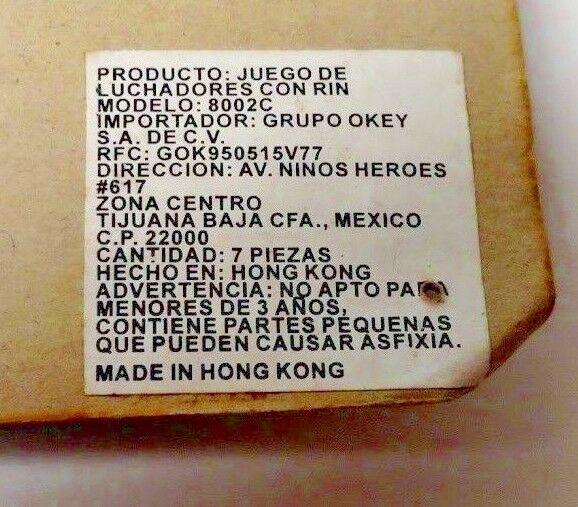 PRODUCTO: JUEGO DE
LUCHADORES CON RIN
MODELO: 8002C
IMPORTADOR: GRUPO OKEY
S.A. DE C.V.
RFC: GOK950515V77
DIRECCION: AV. NINOS HEROES
#617
ZONA CENTRO
TIJUANA BAJA CFA., MEXICO
C.P. 22000
CANTIDAD: 7 PIEZAS
HECHO EN: HONG KONG
ADVERTENCIA: NO APTO PARA
MENORES DE 3 AÑOS,
CONTIENE PARTES PEQUENAS
QUE PUEDEN CAUSAR ASFIXIA.
MADE IN HONG KONG